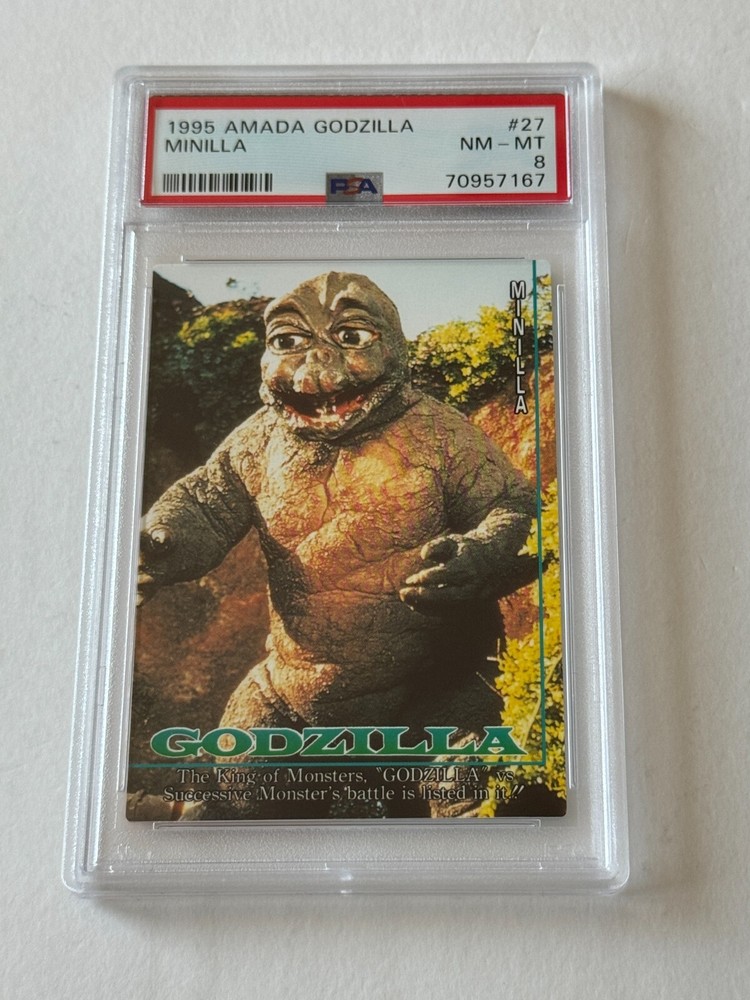 1995 AMADA GODZILLA #27
MINILLA NM-MT
8
PSA 70957167
MINILLA
GODZILLA
The King of Monsters, "GODZILLA" vs
Successive Monster's battle is listed in it!!